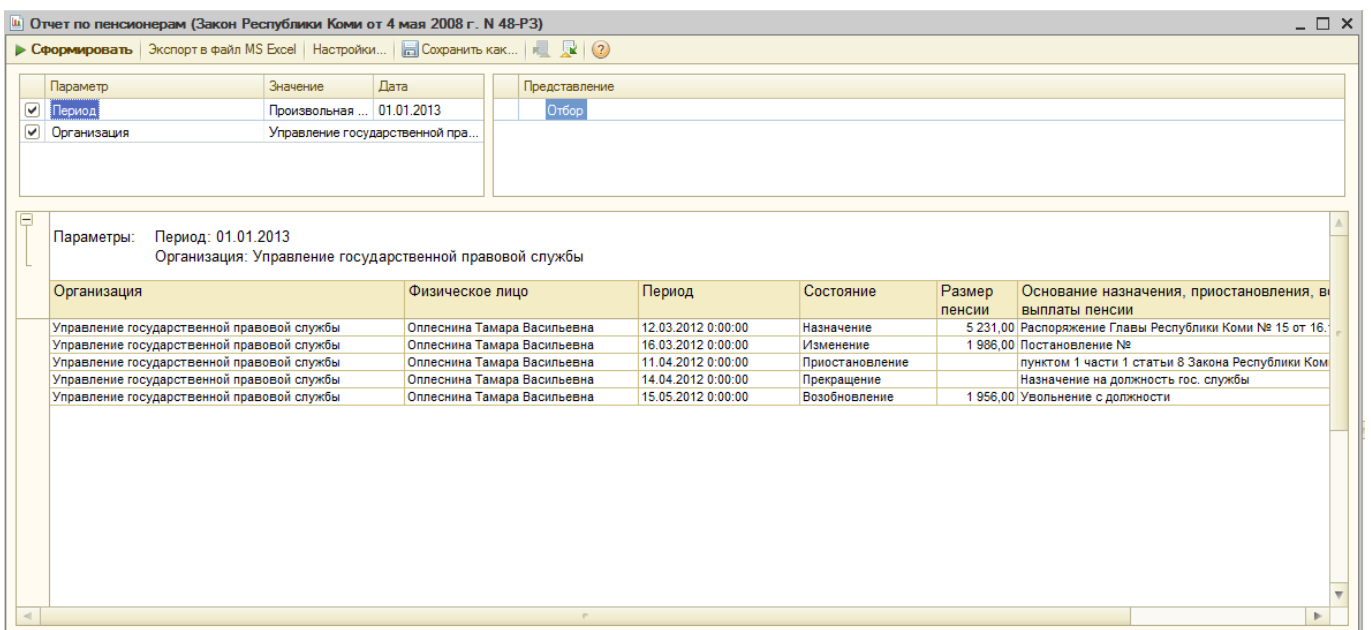 Отчет по пенсионерам (Закон Республики Коми от 4 мая 2008 г. N 48-РЗ)
Сформировать Экспорт в файл MS Excel Настройки... Сохранить как...
Параметр Значение Дата Представление
Период Произвольная ... 01.01.2013 Отбор
Организация Управление государственной пра...
Параметры: Период: 01.01.2013
Организация: Управление государственной правовой службы
Организация Физическое лицо Период Состояние Размер Основание назначения, приостановления, в
пенсии выплаты пенсии
Управление государственной правовой службы Оплеснина Тамара Васильевна 12.03.2012 0:00:00 Назначение 5 231,00 Распоряжение Главы Республики Коми № 15 от 16.
Управление государственной правовой службы Оплеснина Тамара Васильевна 16.03.2012 0:00:00 Изменение 1 986,00 Постановление №
Управление государственной правовой службы Оплеснина Тамара Васильевна 11.04.2012 0:00:00 Приостановление пунктом 1 части 1 статьи 8 Закона Республики Ком
Управление государственной правовой службы Оплеснина Тамара Васильевна 14.04.2012 0:00:00 Прекращение Назначение на должность гос. службы
Управление государственной правовой службы Оплеснина Тамара Васильевна 15.05.2012 0:00:00 Возобновление 1 956,00 Увольнение с должности